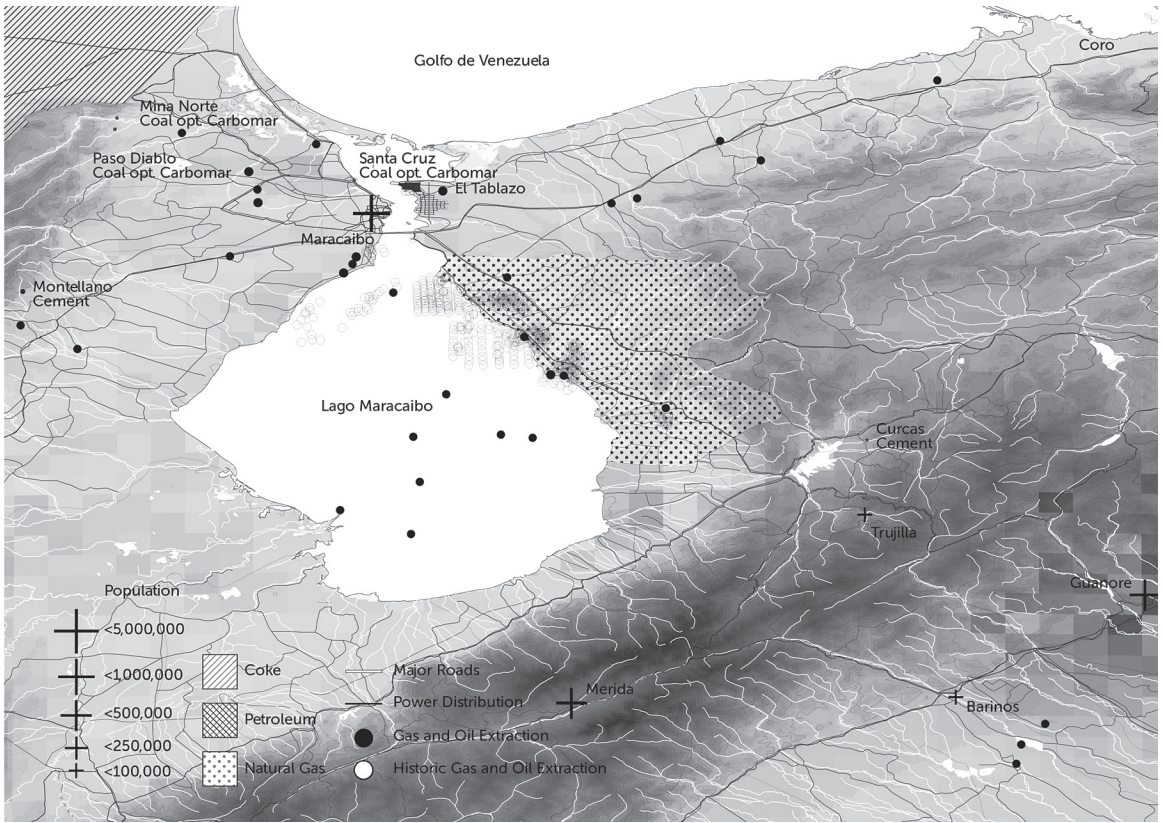 Coro
Golfo de Venezuela
Mina Norte
Coal opt. Carbomar
Paso Diablo
Coal opt. Carbomar
Santa Cruz
Coal opt. Carbomar
El Tablazo
Maracaibo
Montellano
Cement
Lago Maracaibo
Curcas
Cement
Trujilla
Guanore
Merida
Barinos
Population
<5,000,000
<1000,000
<500,000
<250,000
<100,000
Coke
Petroleum
Natural Gas
Major Roads
Power Distribution
Gas and Oil Extraction
Historic Gas and Oil Extraction